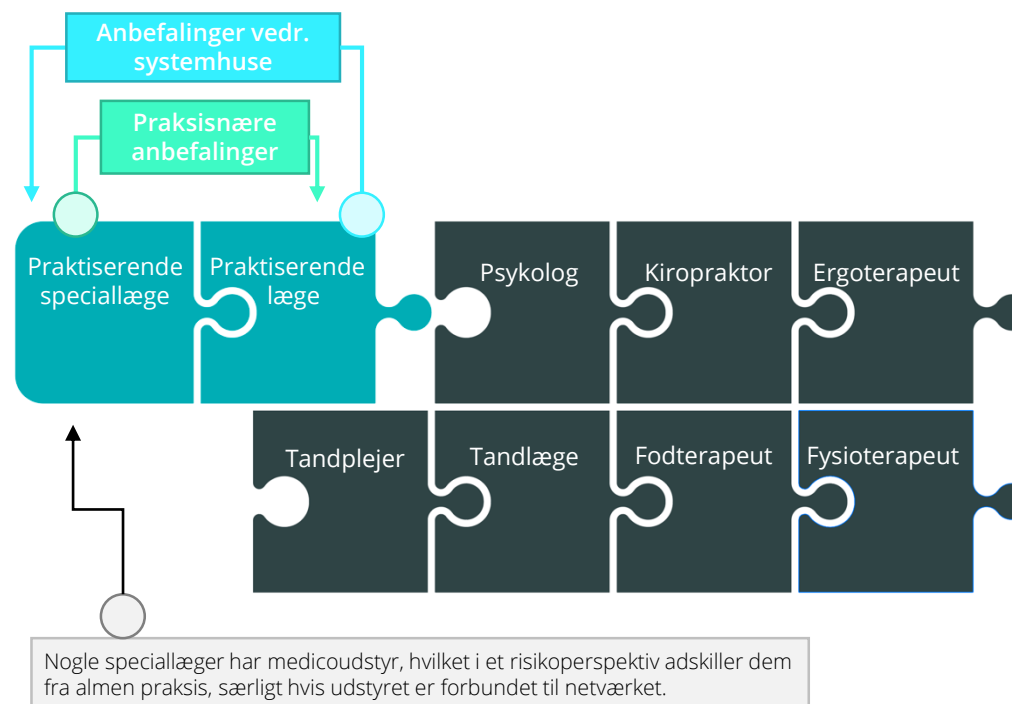 Anbefalinger vedr.
systemhuse
Praksisnære
anbefalinger
Praktiserende
speciallæge
Praktiserende
læge
Psykolog
Kiropraktor
Ergoterapeut
Tandplejer
Tandlæge
Fodterapeut
Fysioterapeut
Nogle speciallæger har medicoudstyr, hvilket i et risikoperspektiv adskiller dem
fra almen praksis, særligt hvis udstyret er forbundet til netværket.